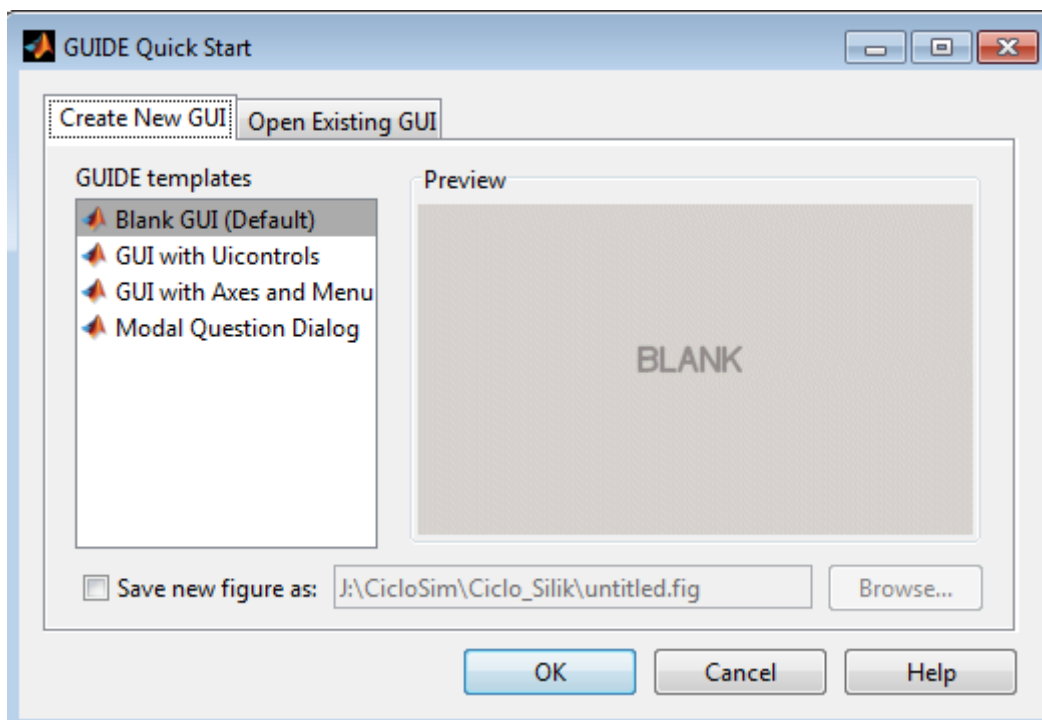 GUIDE Quick Start
Create New GUI
Open Existing GUI
GUIDE templates
Blank GUI (Default)
GUI with Uicontrols
GUI with Axes and Menu
Modal Question Dialog
Preview
BLANK
Save new figure as:
J:\CicloSim\Ciclo_Silik\untitled.fig
Browse...
OK
Cancel
Help